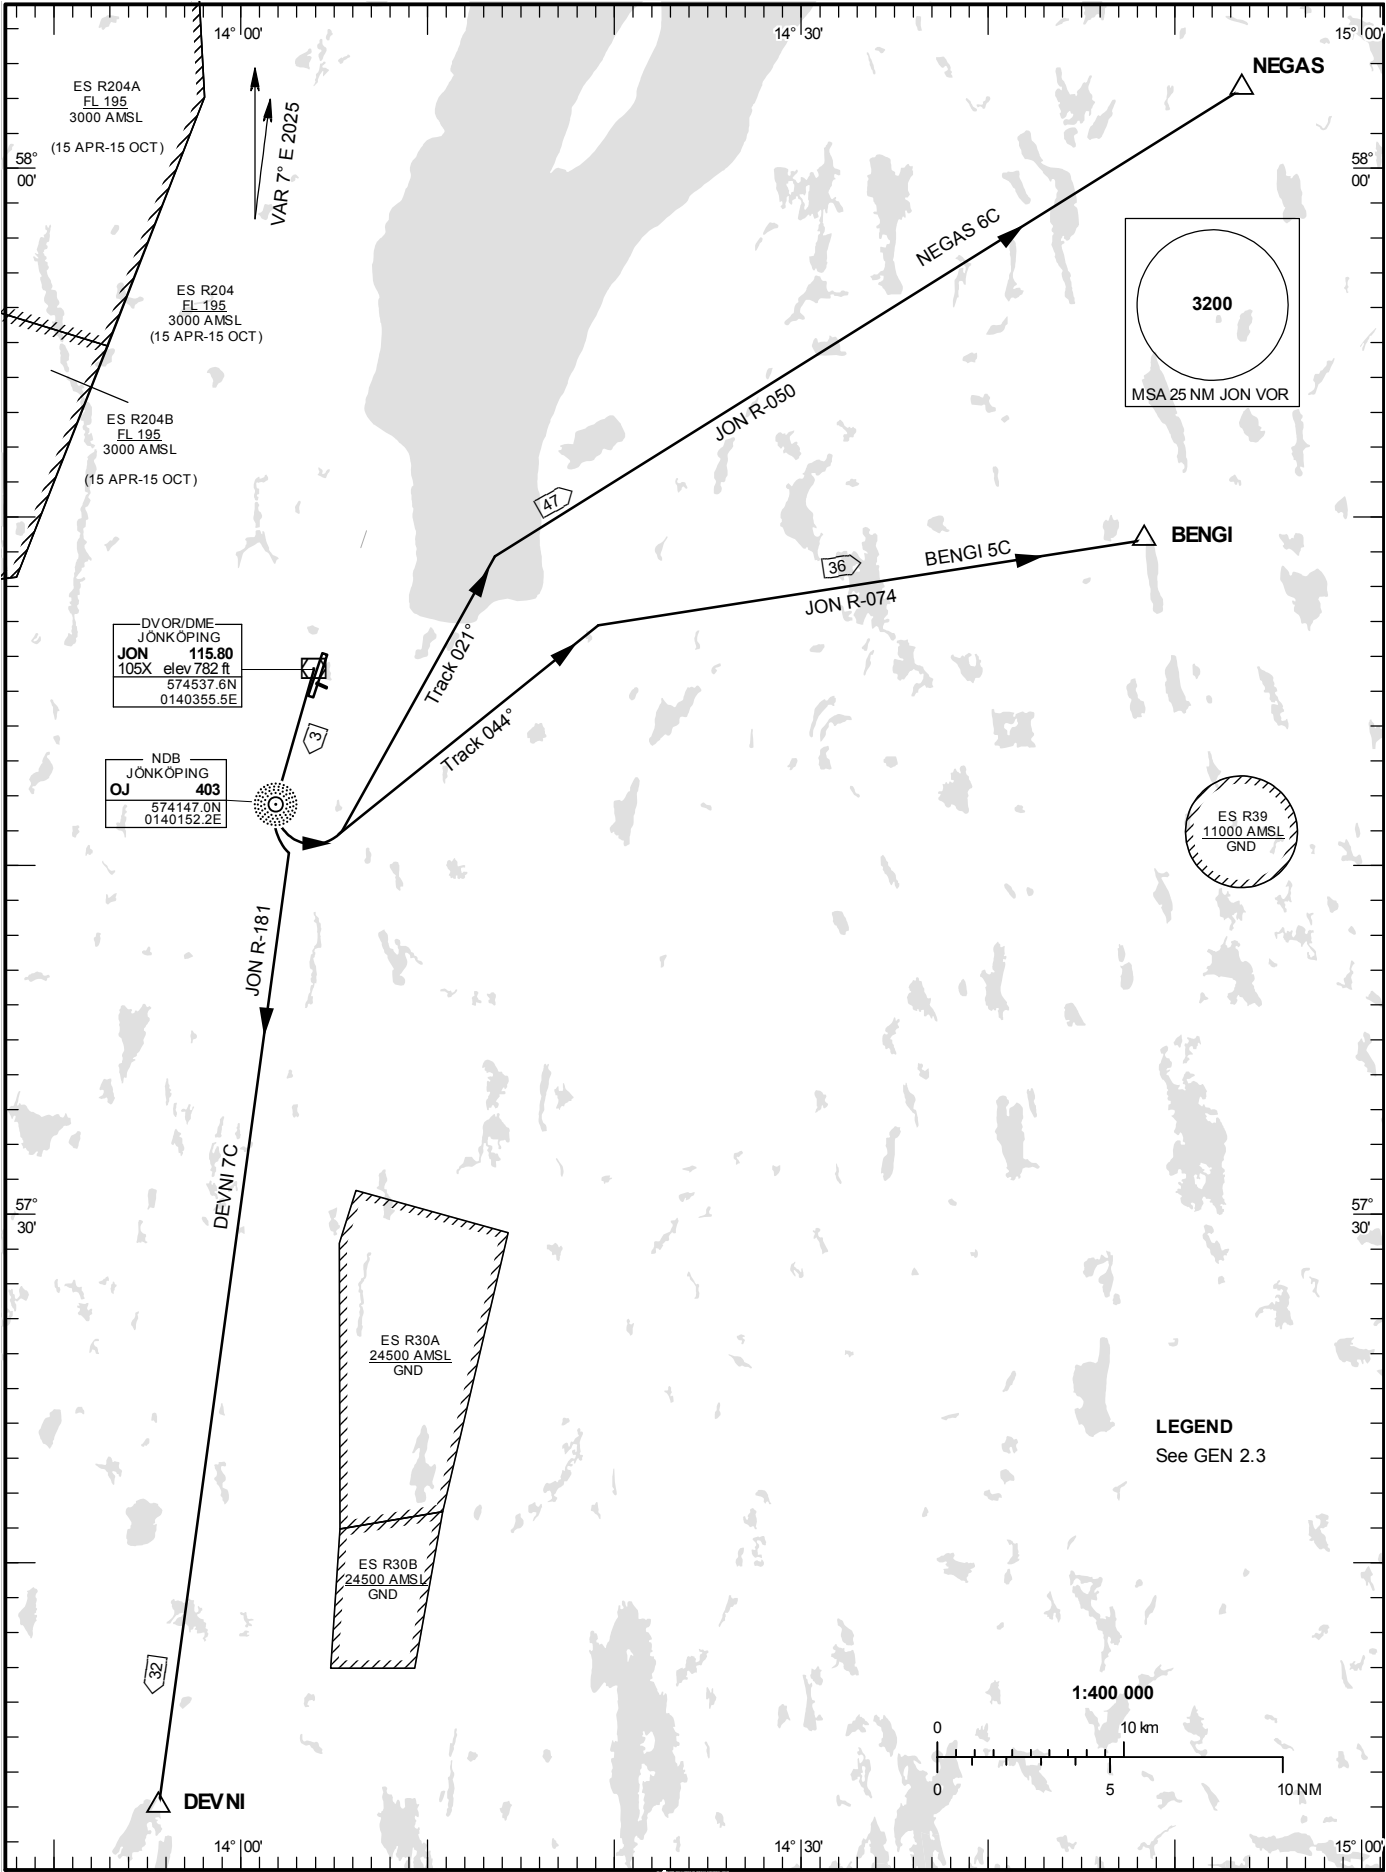 14° 00'
14° 30'
15° 00'
NEGAS
ES R204A
FL 195
3000 AMSL
(15 APR-15 OCT)
VAR 7° E 2025
58°
00'
58°
00'
NEGAS 6C
ES R204
FL 195
3000 AMSL
(15 APR-15 OCT)
3200
MSA 25 NM JON VOR
ES R204B
FL 195
3000 AMSL
(15 APR-15 OCT)
JON R-050
47
BENGI
BENGI 5C
36
JON R-074
DVOR/DME
JÖNKÖPING
JON 115.80
105X elev 782 ft
574537.6N
0140355.5E
Track 021°
3
Track 044°
NDB
JÖNKÖPING
OJ 403
574147.0N
0140152.2E
ES R39
11000 AMSL
GND
JON R-181
DEVNI 7C
57°
30'
57°
30'
ES R30A
24500 AMSL
GND
LEGEND
See GEN 2.3
ES R30B
24500 AMSL
GND
32
1:400 000
0 10 km
0 5 10 NM
DEVNI
14° 00'
14° 30'
15° 00'